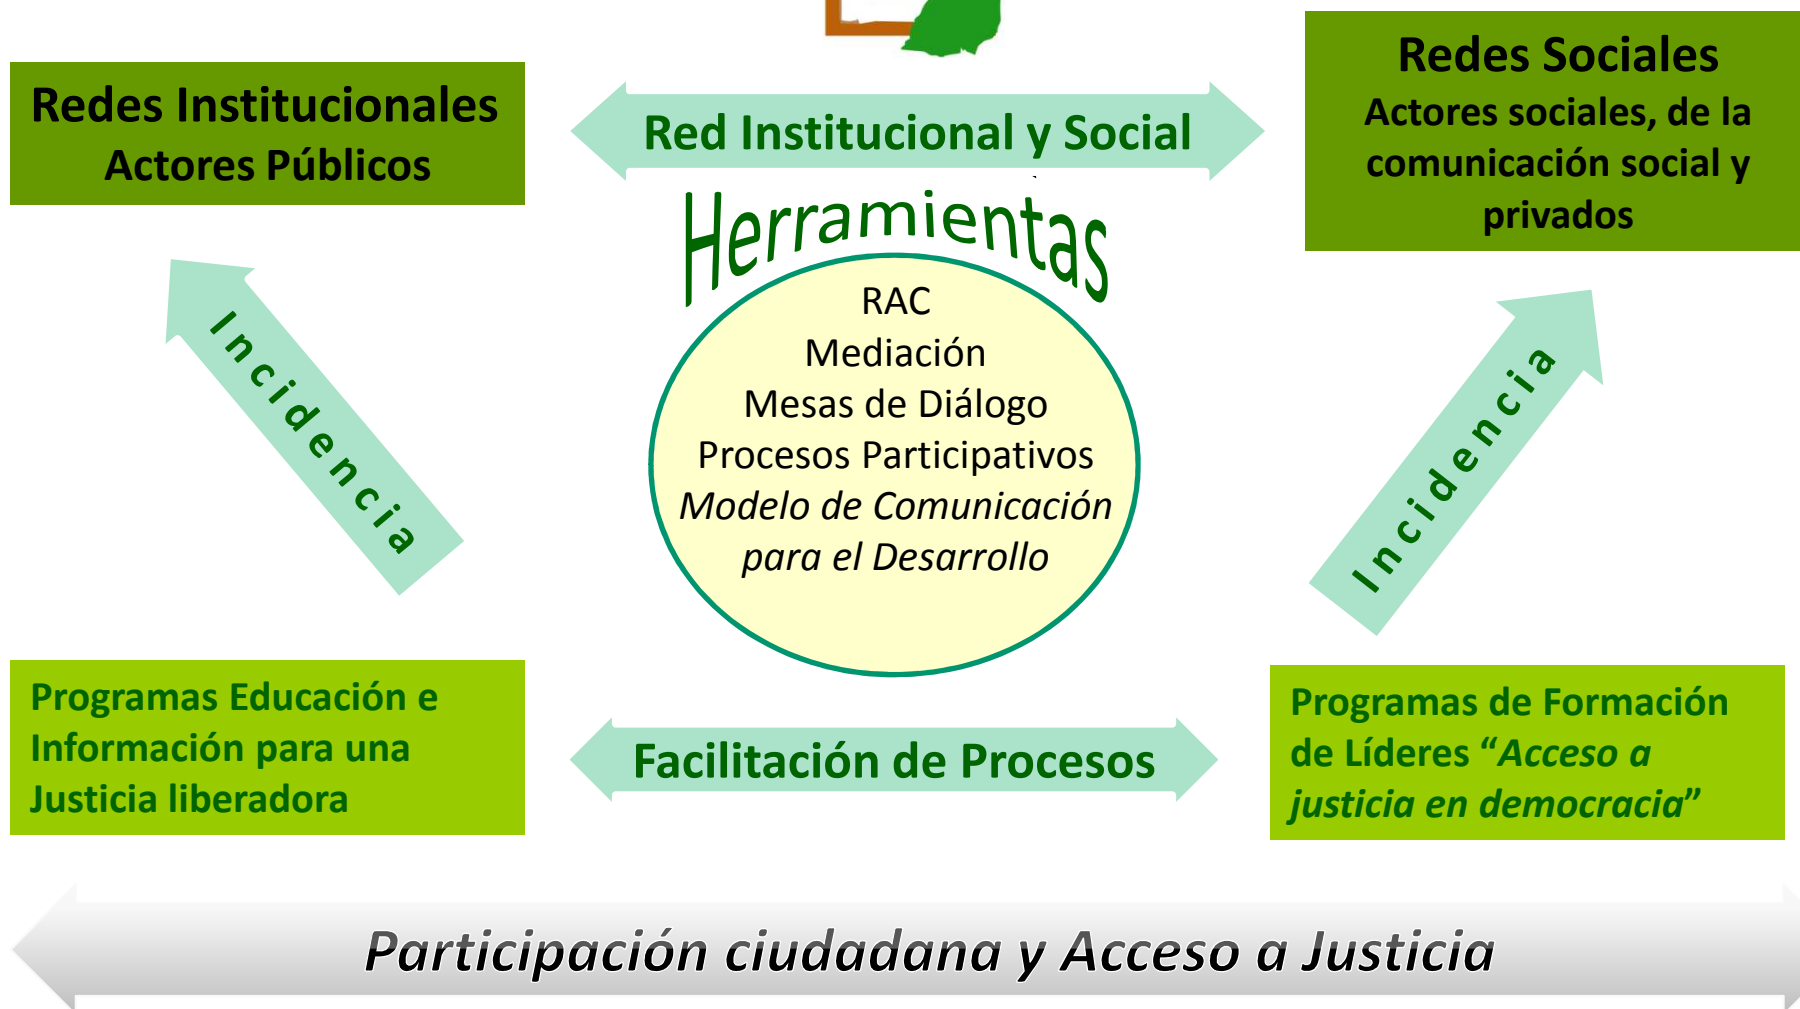 Redes Institucionales
Actores Públicos
Red Institucional y Social
Redes Sociales
Actores sociales, de la
comunicación social y
privados
Herramientas
RAC
Mediación
Mesas de Diálogo
Procesos Participativos
Modelo de Comunicación
para el Desarrollo
Incidencia
Incidencia
Programas Educación e
Información para una
Justicia liberadora
Facilitación de Procesos
Programas de Formación
de Líderes “Acceso a
justicia en democracia”
Participación ciudadana y Acceso a Justicia